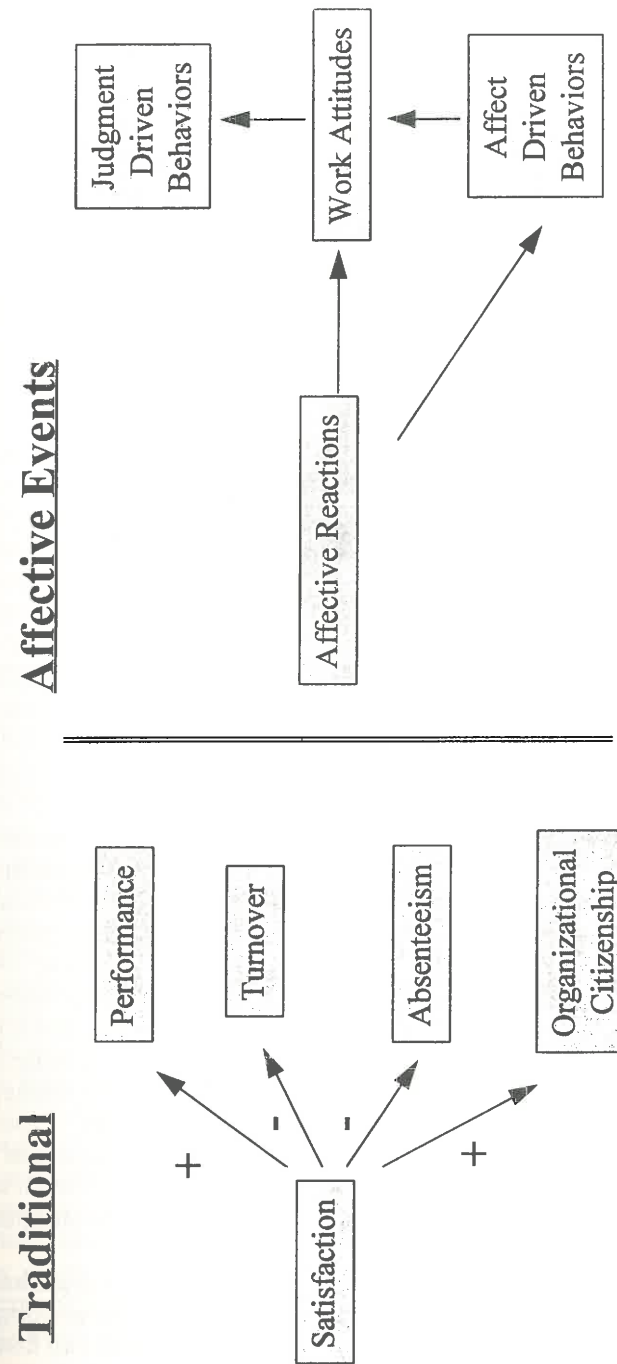 Traditional
Satisfaction
+
-
-
+
Performance
Turnover
Absenteeism
Organizational
Citizenship
Affective Events
Affective Reactions
Judgment
Driven
Behaviors
Work Attitudes
Affect
Driven
Behaviors